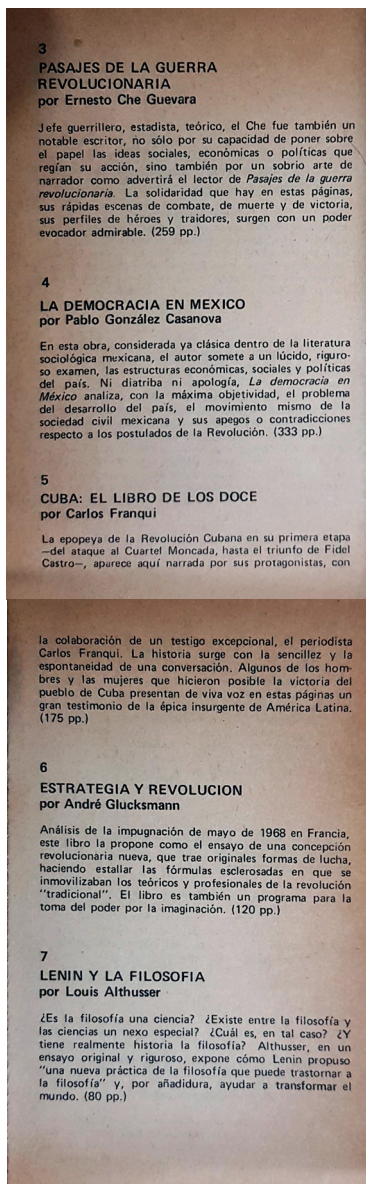 3
PASAJES DE LA GUERRA
REVOLUCIONARIA
por Ernesto Che Guevara
Jefe guerrillero, estadista, teórico, el Che fue también un
notable escritor, no sólo por su capacidad de poner sobre
el papel las ideas sociales, económicas o políticas que
regían su acción, sino también por un sobrio arte de
narrador como advertirá el lector de Pasajes de la guerra
revolucionaria. La solidaridad que hay en estas páginas,
sus rápidas escenas de combate, de muerte y de victoria,
sus perfiles de héroes y traidores, surgen con un poder
evocador admirable. (259 pp.)
4
LA DEMOCRACIA EN MEXICO
por Pablo González Casanova
En esta obra, considerada ya clásica dentro de la literatura
sociológica mexicana, el autor somete a un lúcido, riguro-
so examen, las estructuras económicas, sociales y políticas
del país. Ni diatriba ni apología, La democracia en
México analiza, con la máxima objetividad, el problema
del desarrollo del país, el movimiento mismo de la
sociedad civil mexicana y sus apegos o contradicciones
respecto a los postulados de la Revolución. (333 pp.)
5
CUBA: EL LIBRO DE LOS DOCE
por Carlos Franqui
La epopeya de la Revolución Cubana en su primera etapa
—del ataque al Cuartel Moncada, hasta el triunfo de Fidel
Castro—, aparece aquí narrada por sus protagonistas, con
la colaboración de un testigo excepcional, el periodista
Carlos Franqui. La historia surge con la sencillez y la
espontaneidad de una conversación. Algunos de los hom-
bres y las mujeres que hicieron posible la victoria del
pueblo de Cuba presentan de viva voz en estas páginas un
gran testimonio de la épica insurgente de América Latina.
(175 pp.)
6
ESTRATEGIA Y REVOLUCION
por André Glucksmann
Análisis de la impugnación de mayo de 1968 en Francia,
este libro la propone como el ensayo de una concepción
revolucionaria nueva, que trae originales formas de lucha,
haciendo estallar las fórmulas esclerosadas en que se
inmovilizaban los teóricos y profesionales de la revolución
"tradicional". El libro es también un programa para la
toma del poder por la imaginación. (120 pp.)
7
LENIN Y LA FILOSOFIA
por Louis Althusser
¿Es la filosofía una ciencia? ¿Existe entre la filosofía y
las ciencias un nexo especial? ¿Cuál es, en tal caso? ¿Y
tiene realmente historia la filosofía? Althusser, en un
ensayo original y riguroso, expone cómo Lenin propuso
"una nueva práctica de la filosofía que puede trastornar a
la filosofía" y, por añadidura, ayudar a transformar el
mundo. (80 pp.)